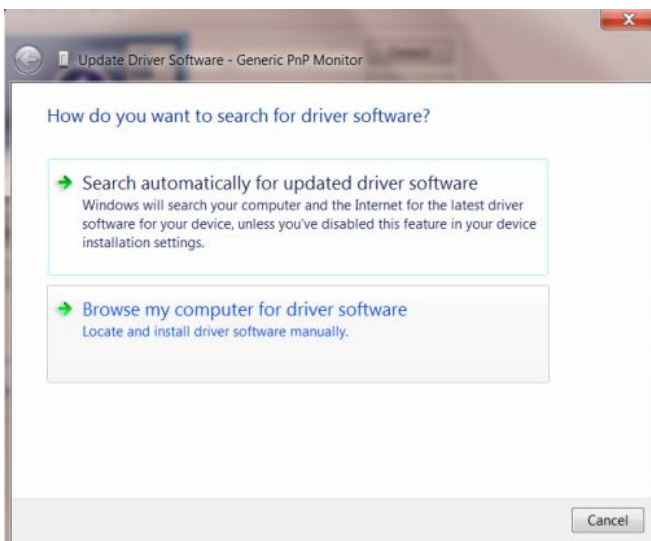 Update Driver Software - Generic PnP Monitor
How do you want to search for driver software?
Search automatically for updated driver software
Windows will search your computer and the Internet for the latest driver
software for your device, unless you've disabled this feature in your device
installation settings.
Browse my computer for driver software
Locate and install driver software manually.
Cancel